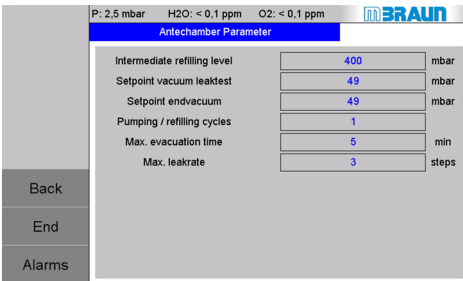 P: 2,5 mbar H2O: < 0,1 ppm O2: < 0,1 ppm MBRAUN
Antechamber Parameter
Intermediate refilling level 400 mbar
Setpoint vacuum leaktest 49 mbar
Setpoint endvacuum 49 mbar
Pumping / refilling cycles 1
Max. evacuation time 5 min
Max. leakrate 3 steps
Back
End
Alarms